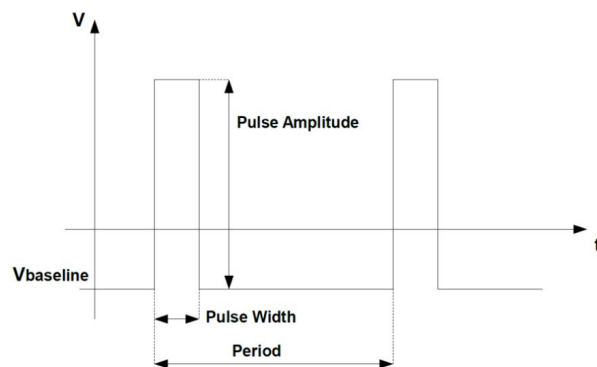 V
Pulse Amplitude
t
Vbaseline
Pulse Width
Period